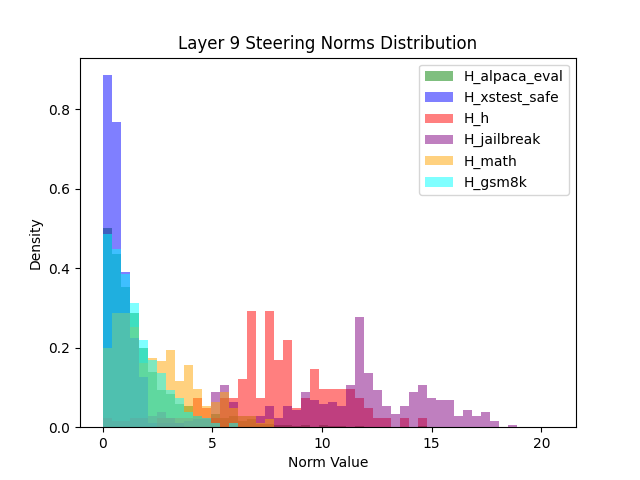 Layer 9 Steering Norms Distribution
H_alpaca_eval
H_xstest_safe
H_h
H_jailbreak
H_math
H_gsm8k
Density
0.8
0.6
0.4
0.2
0.0
0
5
10
15
20
Norm Value